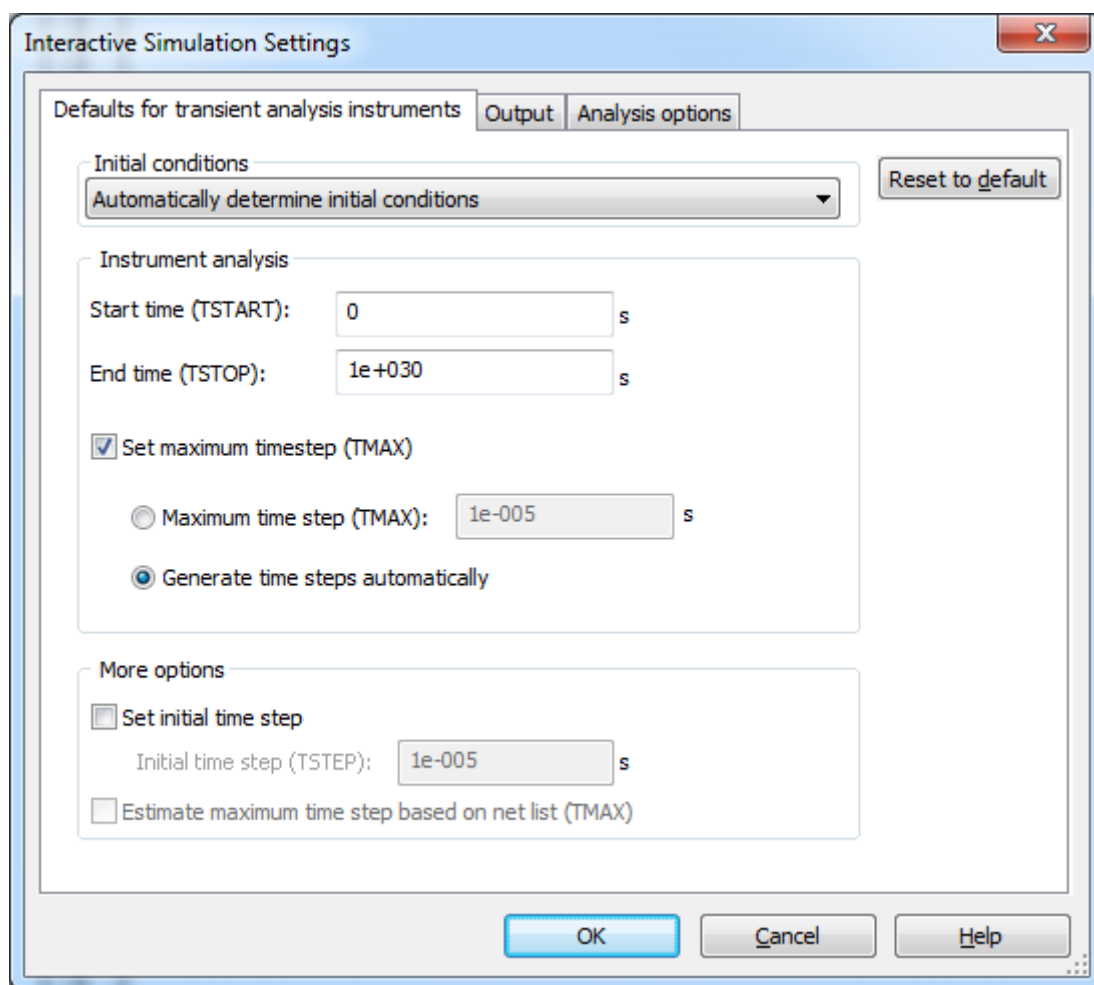 Interactive Simulation Settings
Defaults for transient analysis instruments Output Analysis options
Initial conditions
Automatically determine initial conditions
Reset to default
Instrument analysis
Start time (TSTART): 0 s
End time (TSTOP): 1e+030 s
Set maximum timestep (TMAX)
Maximum time step (TMAX): 1e-005 s
Generate time steps automatically
More options
Set initial time step
Initial time step (TSTEP): 1e-005 s
Estimate maximum time step based on net list (TMAX)
OK Cancel Help